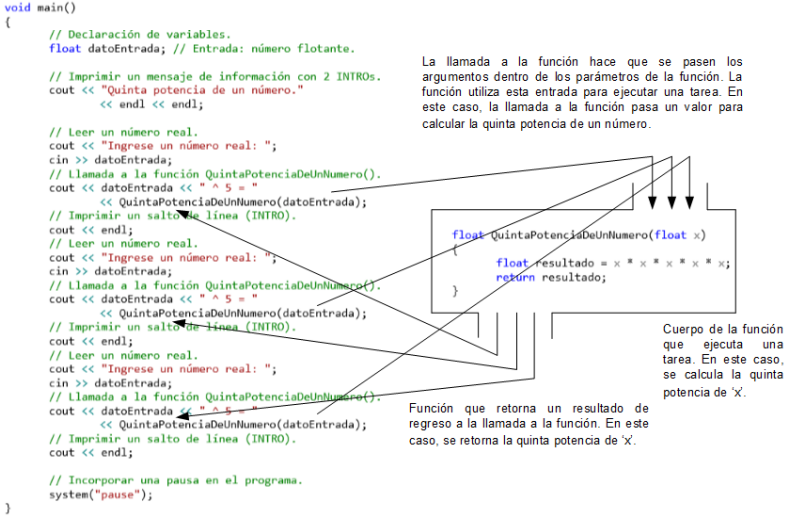 void main()
{
// Declaración de variables.
float datoEntrada; // Entrada: número flotante.
// Imprimir un mensaje de información con 2 INTROs.
cout << "Quinta potencia de un número."
<< endl << endl;
// Leer un número real.
cout << "Ingrese un número real: ";
cin >> datoEntrada;
// Llamada a la función QuintaPotenciaDeUnNumero().
cout << datoEntrada << " ^ 5 = "
<< QuintaPotenciaDeUnNumero(datoEntrada);
// Imprimir un salto de línea (INTRO).
cout << endl;
// Leer un número real.
cout << "Ingrese un número real: ";
cin >> datoEntrada;
// Llamada a la función QuintaPotenciaDeUnNumero().
cout << datoEntrada << " ^ 5 = "
<< QuintaPotenciaDeUnNumero(datoEntrada);
// Imprimir un salto de línea (INTRO).
cout << endl;
// Leer un número real.
cout << "Ingrese un número real: ";
cin >> datoEntrada;
// Llamada a la función QuintaPotenciaDeUnNumero().
cout << datoEntrada << " ^ 5 = "
<< QuintaPotenciaDeUnNumero(datoEntrada);
// Imprimir un salto de línea (INTRO).
cout << endl;
// Incorporar una pausa en el programa.
system("pause");
}
La llamada a la función hace que se pasen los
argumentos dentro de los parámetros de la función. La
función utiliza esta entrada para ejecutar una tarea. En
este caso, la llamada a la función pasa un valor para
calcular la quinta potencia de un número.
float QuintaPotenciaDeUnNumero(float x)
{
float resultado = x * x * x * x * x;
return resultado;
}
Cuerpo de la función
que ejecuta una
tarea. En este caso,
se calcula la quinta
potencia de 'x'.
Función que retorna un resultado de
regreso a la llamada a la función. En este
caso, se retorna la quinta potencia de 'x'.